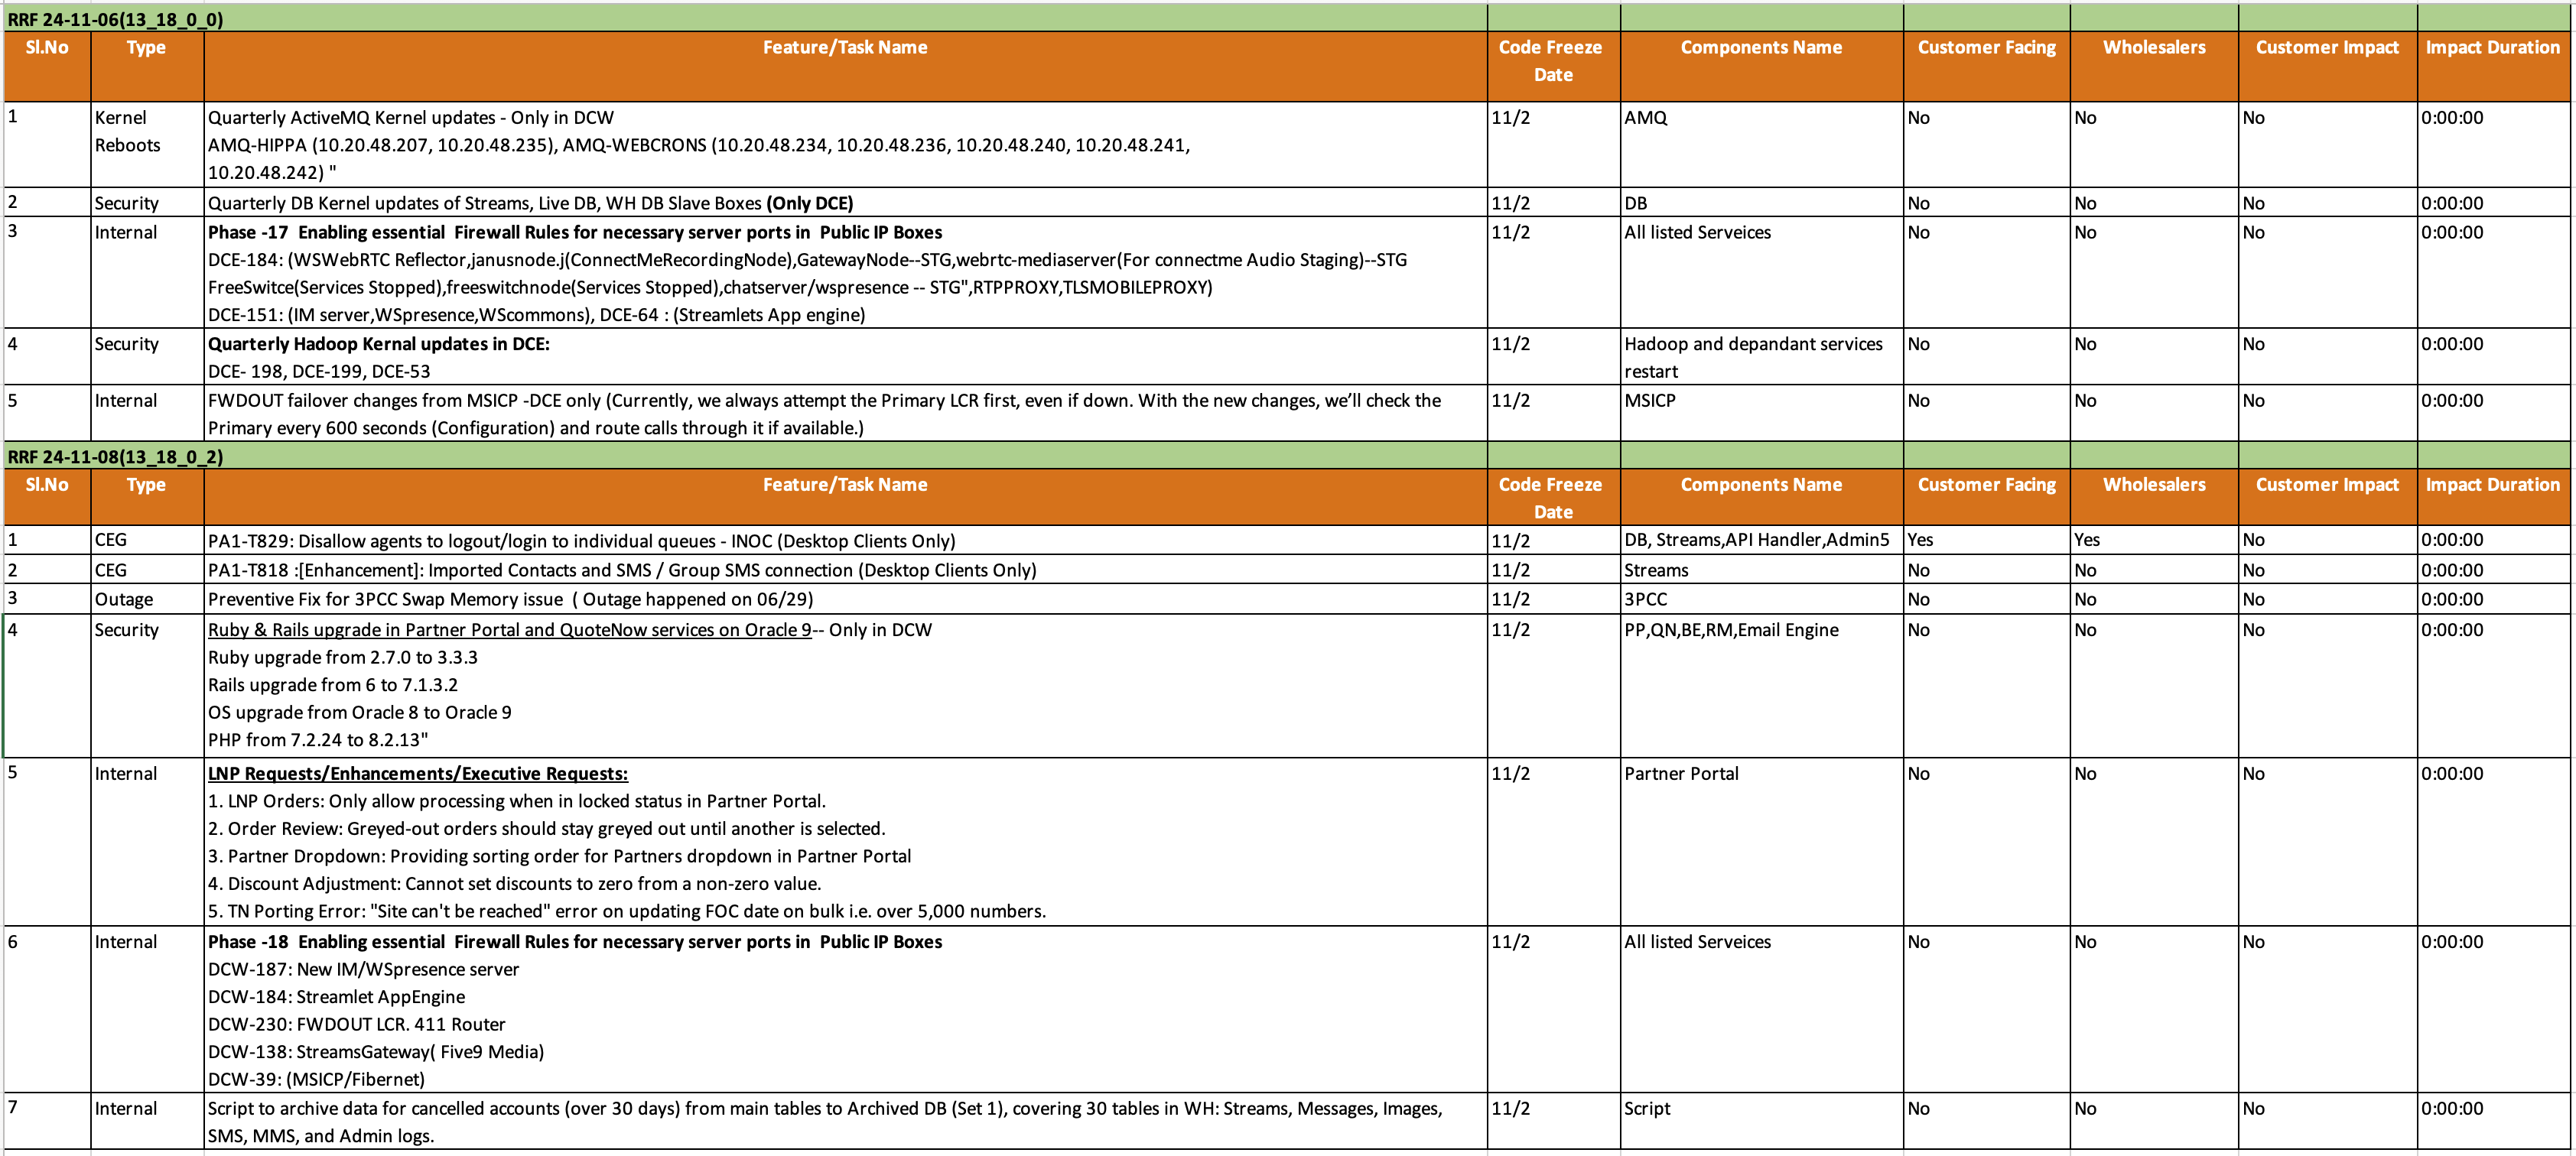 RRF 24-11-06(13_18_0_0)
Sl.No Type Feature/Task Name Code Freeze Components Name Customer Facing Wholesalers Customer Impact Impact Duration
Date
1 Kernel Quarterly ActiveMQ Kernel updates - Only in DCW 11/2 AMQ No No No 0:00:00
Reboots AMQ-HIPPA (10.20.48.207, 10.20.48.235), AMQ-WEBCRONS (10.20.48.234, 10.20.48.236, 10.20.48.240, 10.20.48.241,
10.20.48.242) "
2 Security Quarterly DB Kernel updates of Streams, Live DB, WH DB Slave Boxes (Only DCE) 11/2 DB No No No 0:00:00
3 Internal Phase -17 Enabling essential Firewall Rules for necessary server ports in Public IP Boxes 11/2 All listed Serveices No No No 0:00:00
DCE-184: (WSWebRTC Reflector,janusnode.j(ConnectMeRecordingNode),GatewayNode--STG,webrtc-mediaserver(For connectme Audio Staging)--STG
FreeSwitce(Services Stopped),freeswitchnode(Services Stopped),chatserver/wspresence -- STG",RTPPROXY,TLSMOBILEPROXY)
DCE-151: (IM server,WSpresence,WScommons), DCE-64 : (Streamlets App engine)
4 Security Quarterly Hadoop Kernal updates in DCE: 11/2 Hadoop and depandant services No No No 0:00:00
DCE- 198, DCE-199, DCE-53 restart
5 Internal FWDOUT failover changes from MSICP -DCE only (Currently, we always attempt the Primary LCR first, even if down. With the new changes, we’ll check the 11/2 MSICP No No No 0:00:00
Primary every 600 seconds (Configuration) and route calls through it if available.)
RRF 24-11-08(13_18_0_2)
Sl.No Type Feature/Task Name Code Freeze Components Name Customer Facing Wholesalers Customer Impact Impact Duration
Date
1 CEG PA1-T829: Disallow agents to logout/login to individual queues - INOC (Desktop Clients Only) 11/2 DB, Streams,API Handler,Admin5 Yes Yes No 0:00:00
2 CEG PA1-T818 :[Enhancement]: Imported Contacts and SMS / Group SMS connection (Desktop Clients Only) 11/2 Streams No No No 0:00:00
3 Outage Preventive Fix for 3PCC Swap Memory issue ( Outage happened on 06/29) 11/2 3PCC No No No 0:00:00
4 Security Ruby & Rails upgrade in Partner Portal and QuoteNow services on Oracle 9-- Only in DCW 11/2 PP,QN,BE,RM,Email Engine No No No 0:00:00
Ruby upgrade from 2.7.0 to 3.3.3
Rails upgrade from 6 to 7.1.3.2
OS upgrade from Oracle 8 to Oracle 9
PHP from 7.2.24 to 8.2.13"
5 Internal LNP Requests/Enhancements/Executive Requests: 11/2 Partner Portal No No No 0:00:00
1. LNP Orders: Only allow processing when in locked status in Partner Portal.
2. Order Review: Greyed-out orders should stay greyed out until another is selected.
3. Partner Dropdown: Providing sorting order for Partners dropdown in Partner Portal
4. Discount Adjustment: Cannot set discounts to zero from a non-zero value.
5. TN Porting Error: "Site can't be reached" error on updating FOC date on bulk i.e. over 5,000 numbers.
6 Internal Phase -18 Enabling essential Firewall Rules for necessary server ports in Public IP Boxes 11/2 All listed Serveices No No No 0:00:00
DCW-187: New IM/WSpresence server
DCW-184: Streamlet AppEngine
DCW-230: FWDOUT LCR. 411 Router
DCW-138: StreamsGateway( Five9 Media)
DCW-39: (MSICP/Fibernet)
7 Internal Script to archive data for cancelled accounts (over 30 days) from main tables to Archived DB (Set 1), covering 30 tables in WH: Streams, Messages, Images, 11/2 Script No No No 0:00:00
SMS, MMS, and Admin logs.